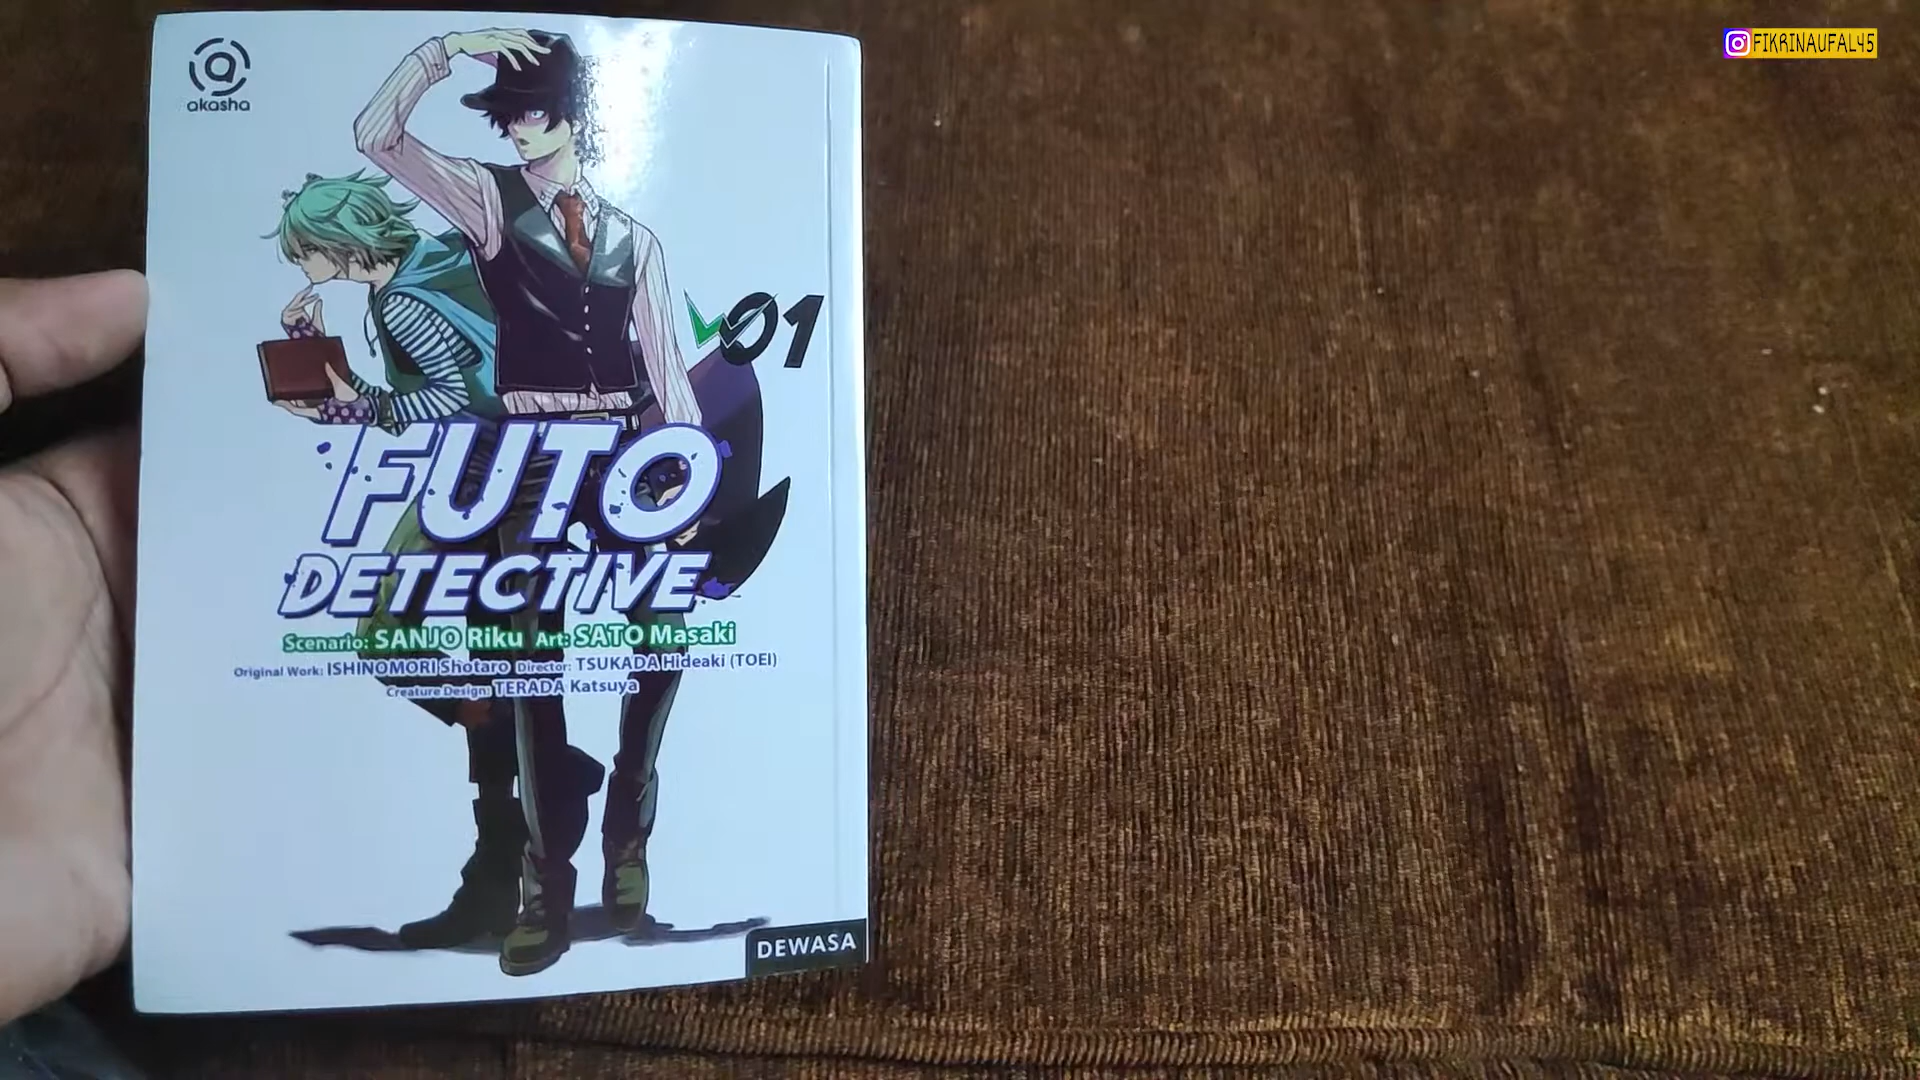 akasha
01
FUTO
DETECTIVE
Scenario: SANJO Riku Art: SATO Masaki
Original Work: ISHINOMORI Shotaro Director: TSUKADA Hideaki (TOEI)
Creature Design: TERADA Katsuya
DEWASA
FIKRINAUFAL45